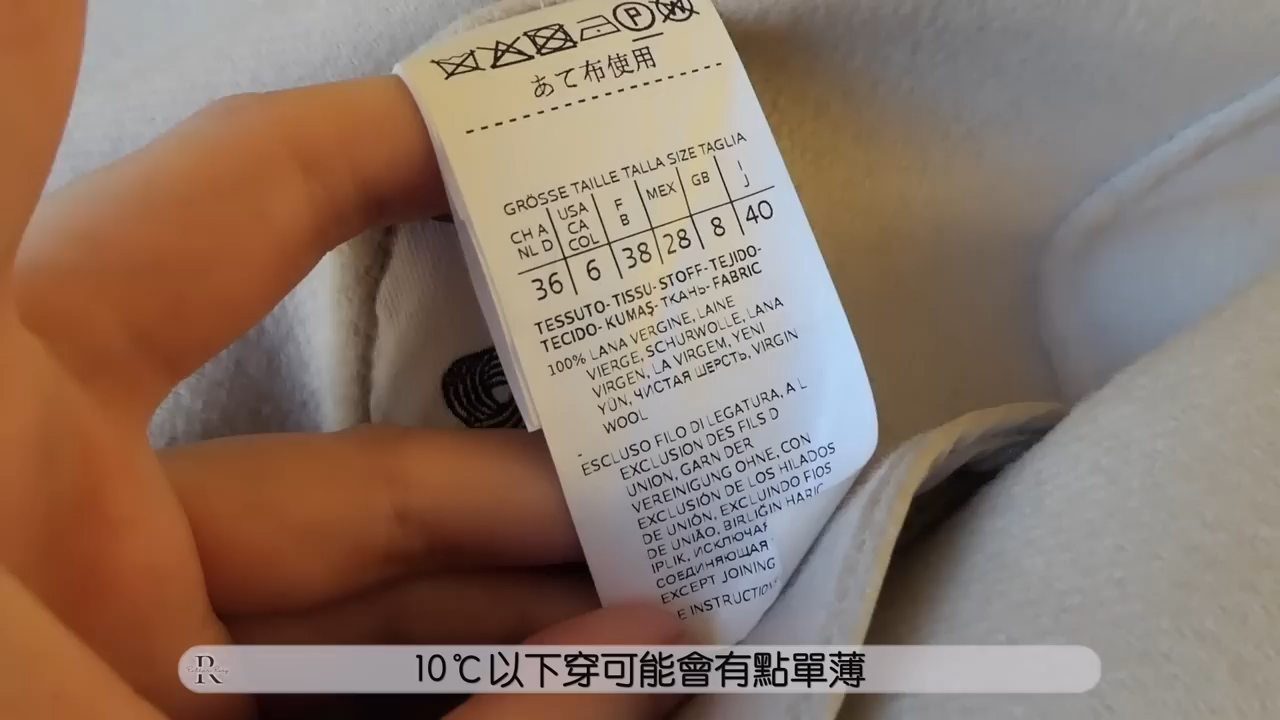 あて布使用
GRÖSSE TAILLE TALLA SIZE TAGLIA
CH A NL D
USA CA COL
F B
MEX
GB
I J
36 6 38 28 8 40
TESSUTO- TISSU- STOFF- TEJIDO-
TECIDO- KUMAŞ- ТКАНЬ- FABRIC
100% LANA VERGINE, LAINE
VIERGE, SCHURWOLLE, LANA
VIRGEN, LA VIRGEM, YENI
YÜN, ЧИСТАЯ ШЕРСТЬ, VIRGIN
WOOL
ESCLUSO FILO DI LEGATURA, A L
EXCLUSION DES FILS D
UNION, GARN DER
VEREINIGUNG OHNE, CON
EXCLUSIÓN DE LOS HILADOS
DE UNIÓN, EXCLUINDO FIOS
DE UNIÃO, BIRLIĞIN HARIC
IPLIK, ИСКЛЮЧАЯ
СОЕДИНЯЮЩАЯ
EXCEPT JOINING
R
10℃以下穿可能會有點單薄